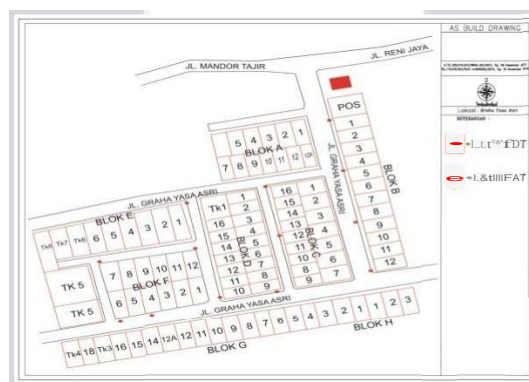 AS BUILD DRAWING
Lokasi : Graha Yasa Asri
KETERANGAN :
FDT
FAT
JL. MANDOR TAJIR
JL. RENI JAYA
POS
1
2
3
4
5
6
7
8
9
10
11
12
BLOK B
JL. GRAHA YASA ASRI
5 4 3 2 1
BLOK A
7 8 9 10 11 12 12A
JL. GRAHA YASA ASRI
BLOK E
Tk8 Tk7 Tk6 6 5 4 3 2 1
TK 5
TK 5
7 8 9 10 11 12
BLOK F
6 5 4 3 2 1
Tk1 2
16 3
15 4
14 5
13 6
12 7
11 8
10 9
BLOK D
16 1
15 2
14 3
13 4
12 5
11 6
10 7
9 8
BLOK C
JL. GRAHA YASA ASRI
Tk4 18 Tk3 16 15 14 12A 12 11 10 9 8 7 6 5 4 3 2 1 1 2 3
BLOK G
BLOK H